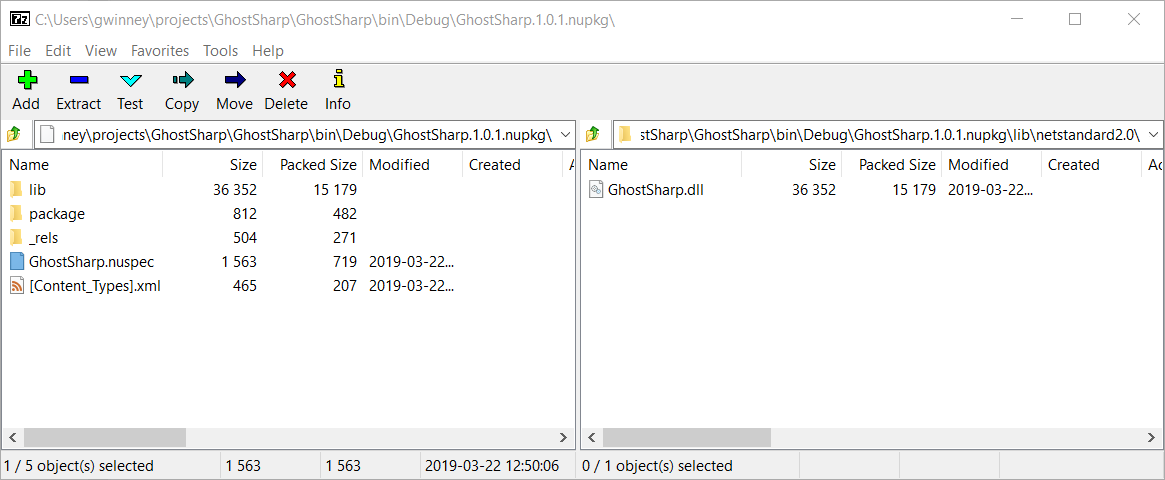 C:\Users\gwinney\projects\GhostSharp\GhostSharp\bin\Debug\GhostSharp.1.0.1.nupkg\
File Edit View Favorites Tools Help
Add Extract Test Copy Move Delete Info
ney\projects\GhostSharp\GhostSharp\bin\Debug\GhostSharp.1.0.1.nupkg\
Name Size Packed Size Modified Created A
lib 36 352 15 179
package 812 482
_rels 504 271
GhostSharp.nuspec 1 563 719 2019-03-22...
[Content_Types].xml 465 207 2019-03-22...
1 / 5 object(s) selected 1 563 1 563 2019-03-22 12:50:06
stSharp\GhostSharp\bin\Debug\GhostSharp.1.0.1.nupkg\lib\netstandard2.0\
Name Size Packed Size Modified Created Ac
GhostSharp.dll 36 352 15 179 2019-03-22...
0 / 1 object(s) selected